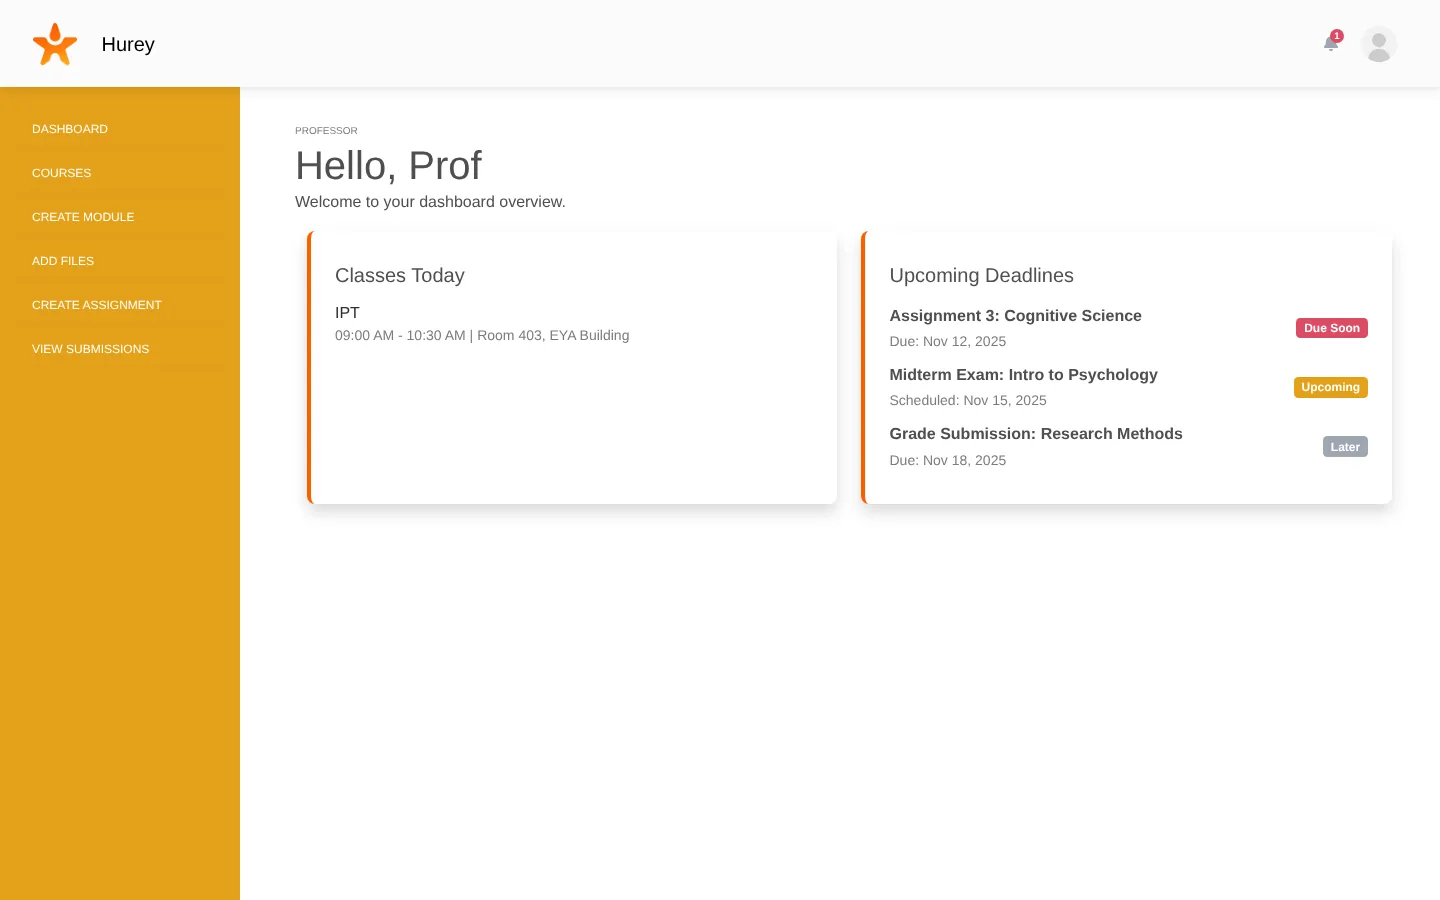 Hurey
1
DASHBOARD
COURSES
CREATE MODULE
ADD FILES
CREATE ASSIGNMENT
VIEW SUBMISSIONS
PROFESSOR
Hello, Prof
Welcome to your dashboard overview.
Classes Today
IPT
09:00 AM - 10:30 AM | Room 403, EYA Building
Upcoming Deadlines
Assignment 3: Cognitive Science
Due: Nov 12, 2025
Due Soon
Midterm Exam: Intro to Psychology
Scheduled: Nov 15, 2025
Upcoming
Grade Submission: Research Methods
Due: Nov 18, 2025
Later